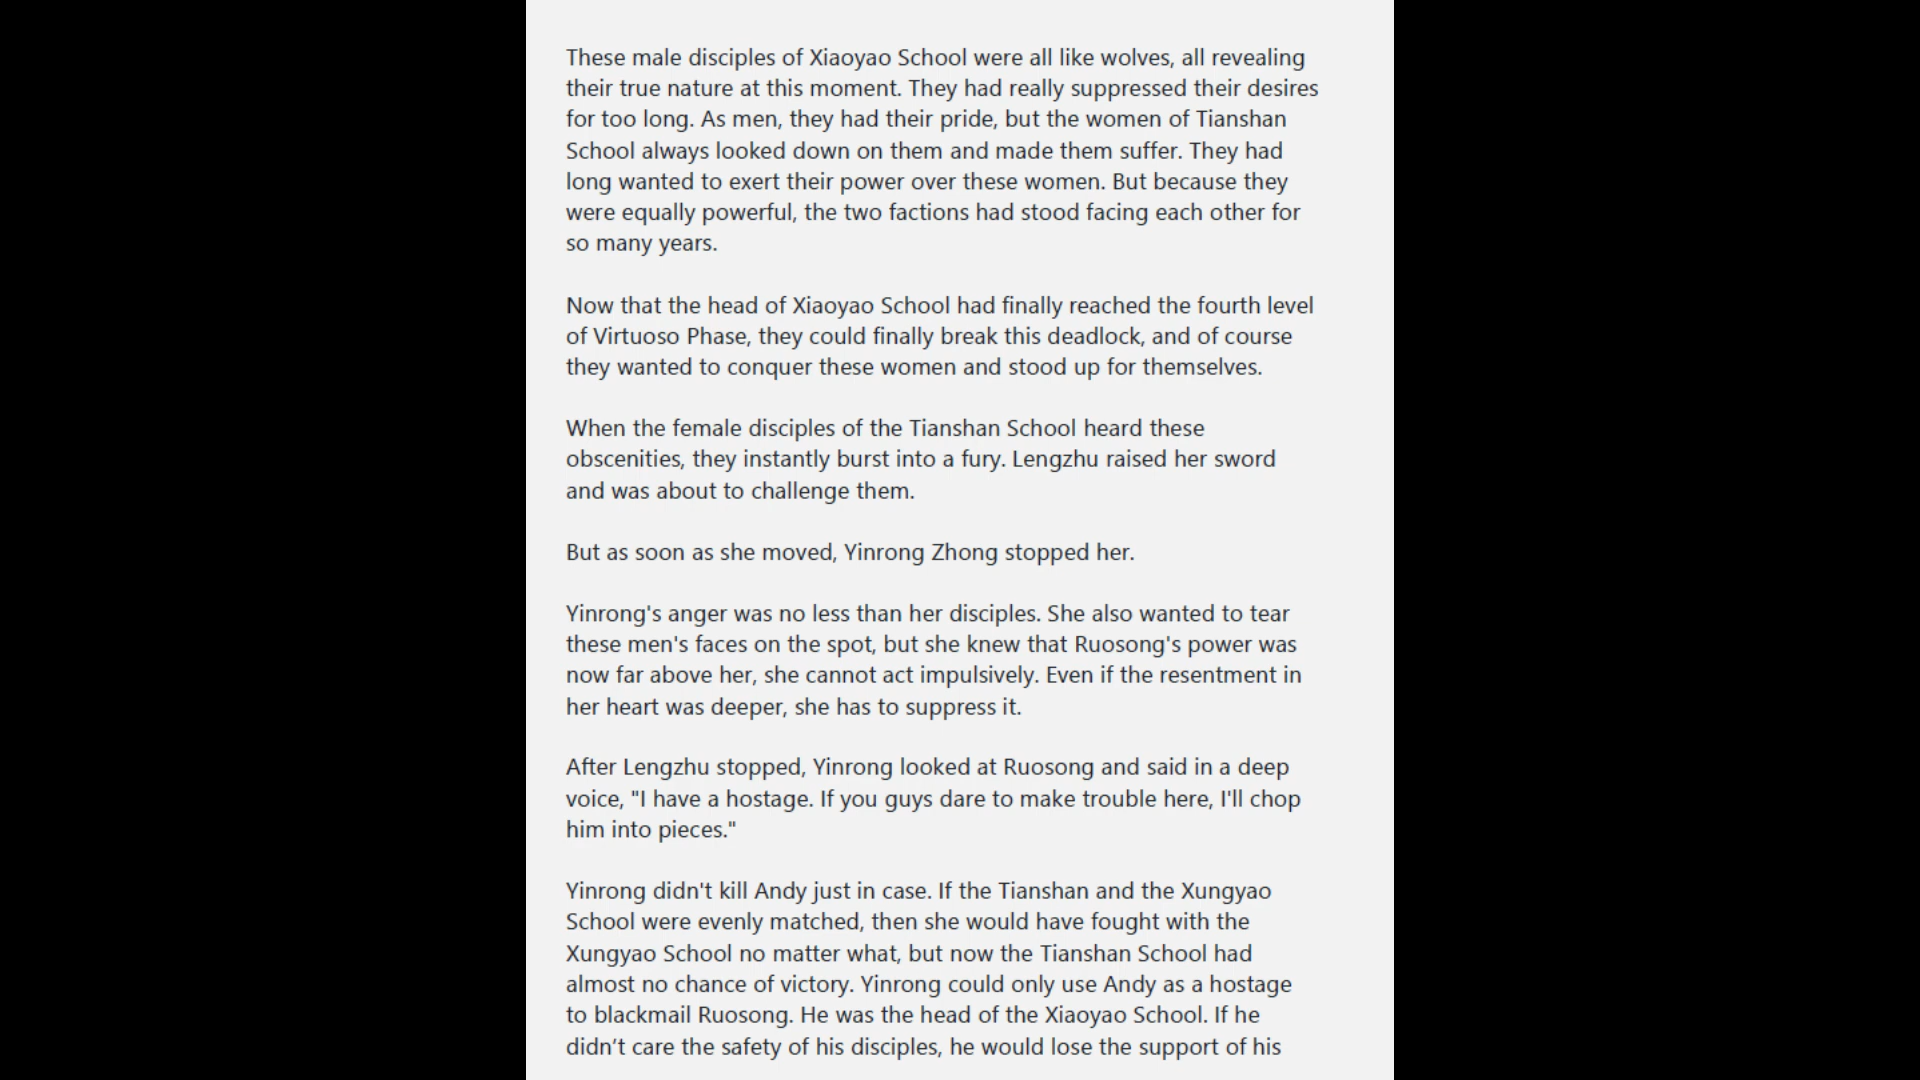 These male disciples of Xiaoyao School were all like wolves, all revealing
their true nature at this moment. They had really suppressed their desires
for too long. As men, they had their pride, but the women of Tianshan
School always looked down on them and made them suffer. They had
long wanted to exert their power over these women. But because they
were equally powerful, the two factions had stood facing each other for
so many years.
Now that the head of Xiaoyao School had finally reached the fourth level
of Virtuoso Phase, they could finally break this deadlock, and of course
they wanted to conquer these women and stood up for themselves.
When the female disciples of the Tianshan School heard these
obscenities, they instantly burst into a fury. Lengzhu raised her sword
and was about to challenge them.
But as soon as she moved, Yinrong Zhong stopped her.
Yinrong's anger was no less than her disciples. She also wanted to tear
these men's faces on the spot, but she knew that Ruosong's power was
now far above her, she cannot act impulsively. Even if the resentment in
her heart was deeper, she has to suppress it.
After Lengzhu stopped, Yinrong looked at Ruosong and said in a deep
voice, "I have a hostage. If you guys dare to make trouble here, I'll chop
him into pieces."
Yinrong didn't kill Andy just in case. If the Tianshan and the Xungyao
School were evenly matched, then she would have fought with the
Xungyao School no matter what, but now the Tianshan School had
almost no chance of victory. Yinrong could only use Andy as a hostage
to blackmail Ruosong. He was the head of the Xiaoyao School. If he
didn’t care the safety of his disciples, he would lose the support of his